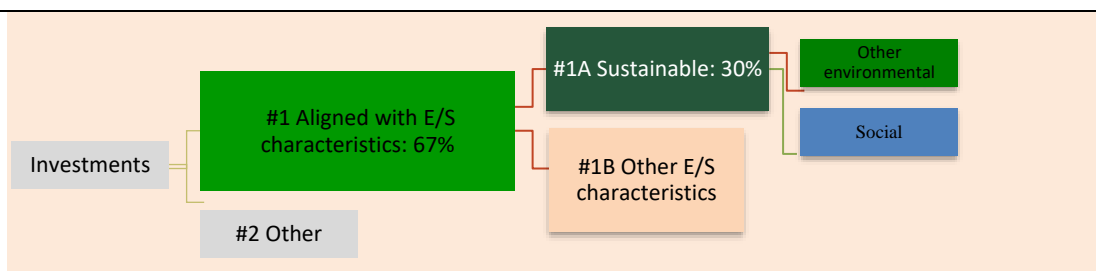 Investments
#1 Aligned with E/S
characteristics: 67%
#2 Other
#1A Sustainable: 30%
#1B Other E/S
characteristics
Other
environmental
Social